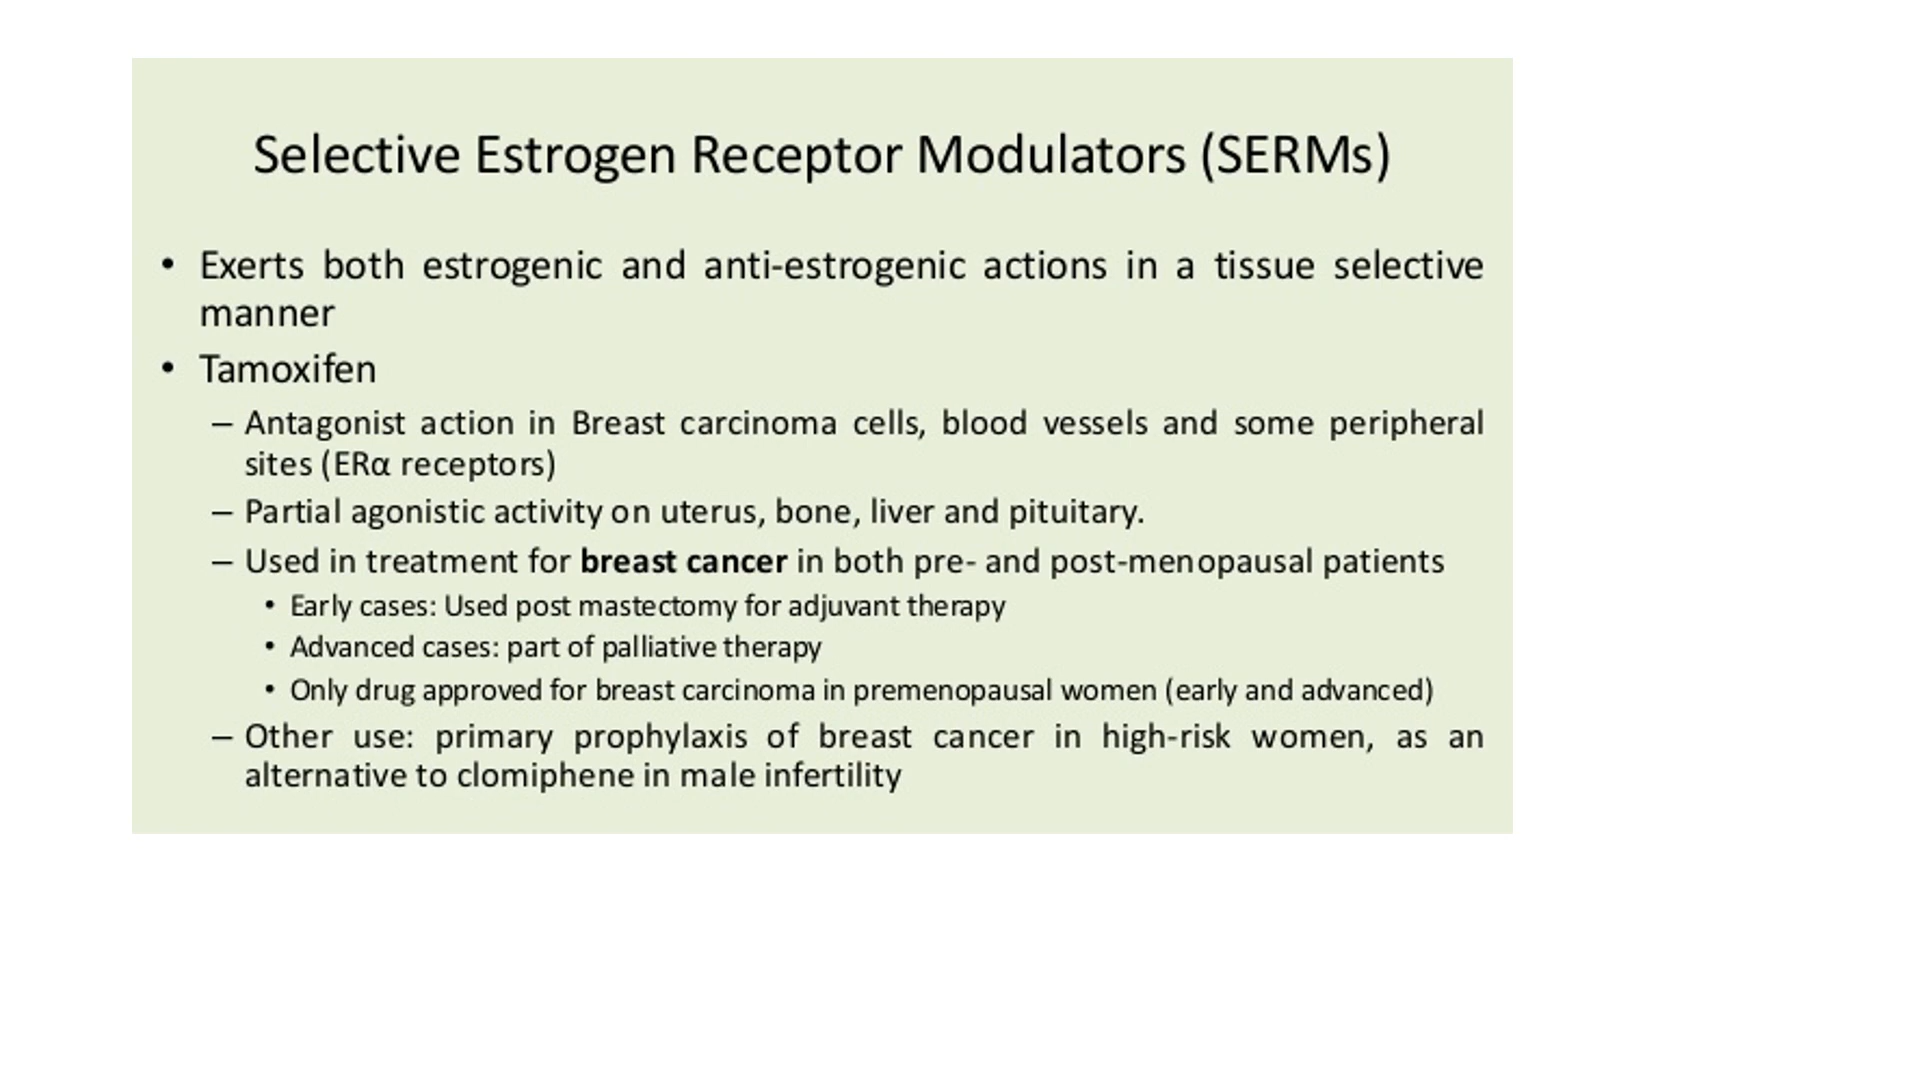 Selective Estrogen Receptor Modulators (SERMs)
• Exerts both estrogenic and anti-estrogenic actions in a tissue selective
manner
• Tamoxifen
– Antagonist action in Breast carcinoma cells, blood vessels and some peripheral
sites (ERα receptors)
– Partial agonistic activity on uterus, bone, liver and pituitary.
– Used in treatment for breast cancer in both pre- and post-menopausal patients
• Early cases: Used post mastectomy for adjuvant therapy
• Advanced cases: part of palliative therapy
• Only drug approved for breast carcinoma in premenopausal women (early and advanced)
– Other use: primary prophylaxis of breast cancer in high-risk women, as an
alternative to clomiphene in male infertility